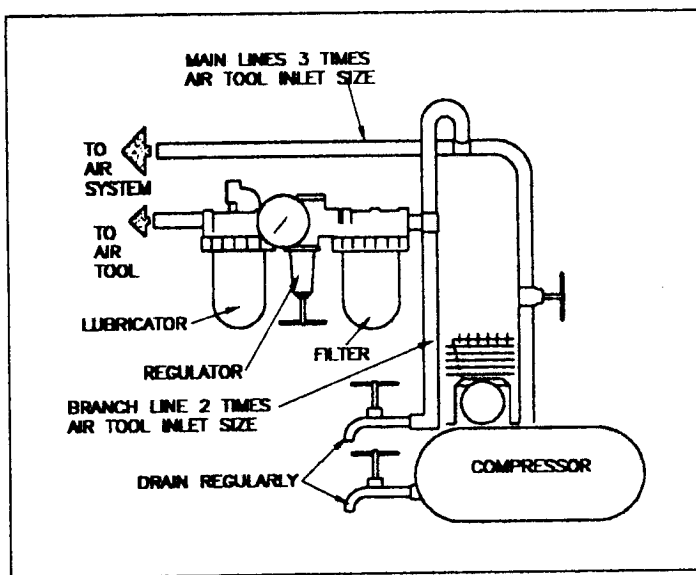 MAIN LINES 3 TIMES
AIR TOOL INLET SIZE
TO
AIR
SYSTEM
TO
AIR
TOOL
LUBRICATOR
REGULATOR
FILTER
BRANCH LINE 2 TIMES
AIR TOOL INLET SIZE
DRAIN REGULARLY
COMPRESSOR